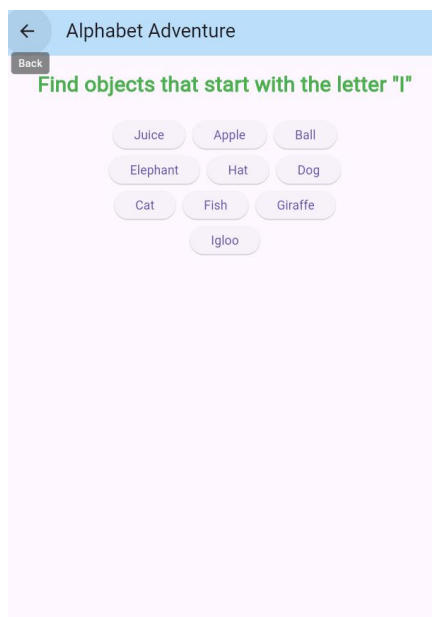 Alphabet Adventure
Back
Find objects that start with the letter "I"
Juice Apple Ball
Elephant Hat Dog
Cat Fish Giraffe
Igloo